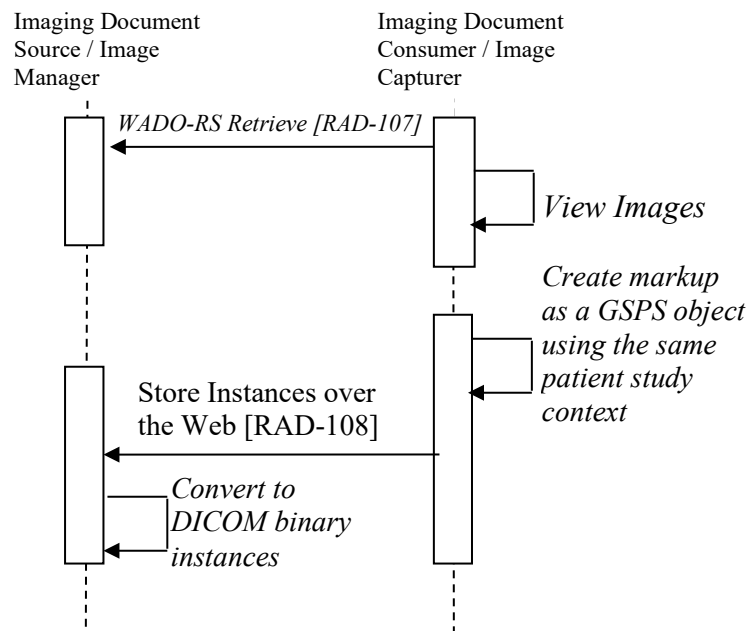 Imaging Document
Source / Image
Manager
Imaging Document
Consumer / Image
Capturer
WADO-RS Retrieve [RAD-107]
View Images
Create markup
as a GSPS object
using the same
patient study
context
Store Instances over
the Web [RAD-108]
Convert to
DICOM binary
instances